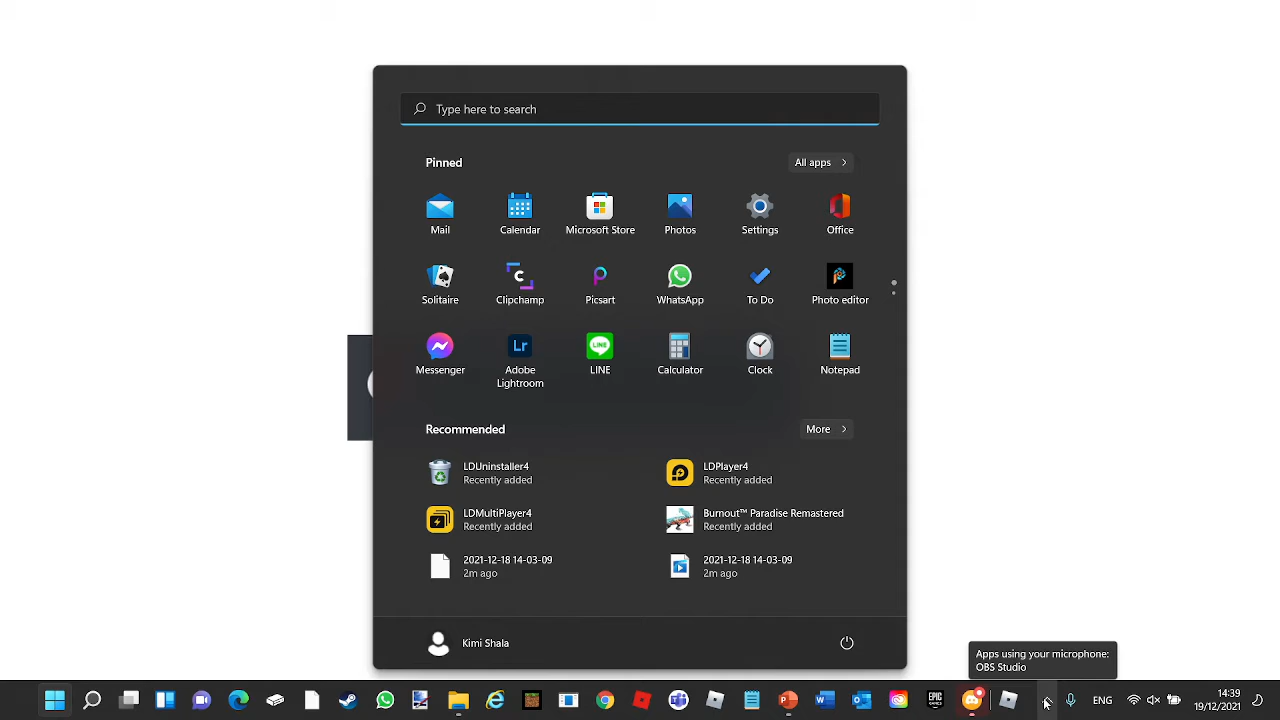 Type here to search
Pinned
All apps
Mail
Calendar
Microsoft Store
Photos
Settings
Office
Solitaire
Clipchamp
Picsart
WhatsApp
To Do
Photo editor
Messenger
Adobe
Lightroom
LINE
Calculator
Clock
Notepad
Recommended
More
LDUninstaller4
Recently added
LDPlayer4
Recently added
LDMultiPlayer4
Recently added
Burnout™ Paradise Remastered
Recently added
2021-12-18 14-03-09
2m ago
2021-12-18 14-03-09
2m ago
Kimi Shala
Apps using your microphone:
OBS Studio
EPIC
GAMES
ENG
14:33
19/12/2021